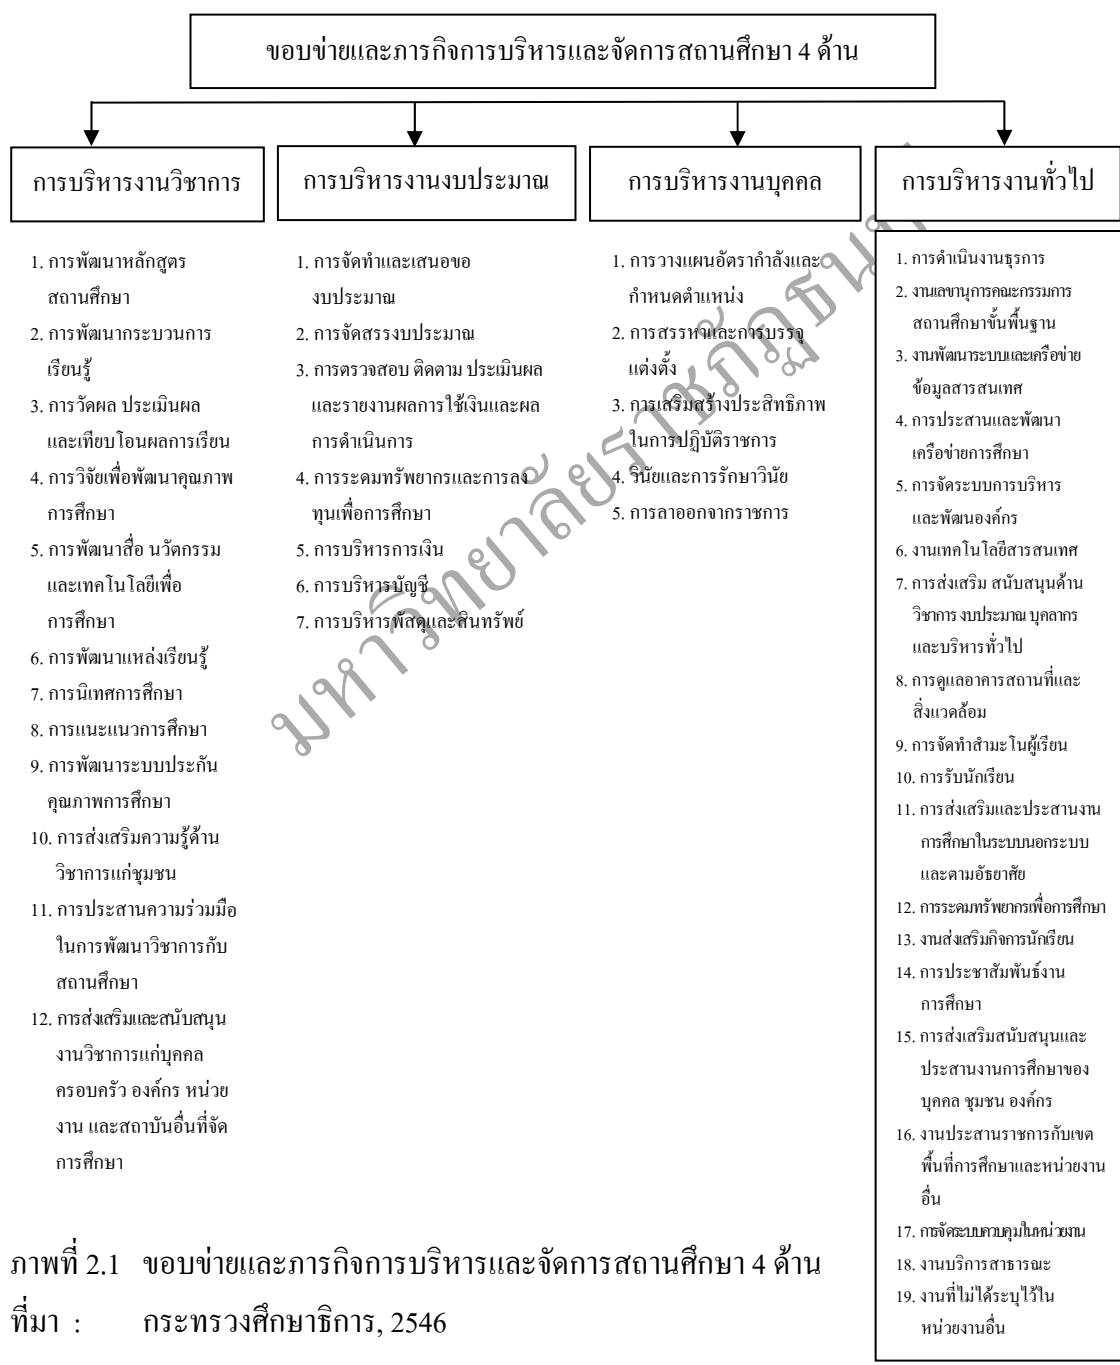 ขอบข่ายและภารกิจการบริหารและจัดการสถานศึกษา 4 ด้าน
การบริหารงานวิชาการ
1. การพัฒนาหลักสูตร
สถานศึกษา
2. การพัฒนากระบวนการ
เรียนรู้
3. การวัดผล ประเมินผล
และเทียบโอนผลการเรียน
4. การวิจัยเพื่อพัฒนาคุณภาพ
การศึกษา
5. การพัฒนาสื่อ นวัตกรรม
และเทคโนโลยีเพื่อ
การศึกษา
6. การพัฒนาแหล่งเรียนรู้
7. การนิเทศการศึกษา
8. การแนะแนวการศึกษา
9. การพัฒนาระบบประกัน
คุณภาพการศึกษา
10. การส่งเสริมความรู้ด้าน
วิชาการแก่ชุมชน
11. การประสานความร่วมมือ
ในการพัฒนาวิชาการกับ
สถานศึกษา
12. การส่งเสริมและสนับสนุน
งานวิชาการแก่บุคคล
ครอบครัว องค์กร หน่วย
งาน และสถาบันอื่นที่จัด
การศึกษา
การบริหารงานงบประมาณ
1. การจัดทำและเสนอขอ
งบประมาณ
2. การจัดสรรงบประมาณ
3. การตรวจสอบ ติดตาม ประเมินผล
และรายงานผลการใช้เงินและผล
การดำเนินการ
4. การระดมทรัพยากรและการลง
ทุนเพื่อการศึกษา
5. การบริหารการเงิน
6. การบริหารบัญชี
7. การบริหารพัสดุและสินทรัพย์
การบริหารงานบุคคล
1. การวางแผนอัตรากำลังและ
กำหนดตำแหน่ง
2. การสรรหาและการบรรจุ
แต่งตั้ง
3. การเสริมสร้างประสิทธิภาพ
ในการปฏิบัติราชการ
4. วินัยและการรักษาวินัย
5. การลาออกจากราชการ
การบริหารงานทั่วไป
1. การดำเนินงานธุรการ
2. งานเลขานุการคณะกรรมการ
สถานศึกษาขั้นพื้นฐาน
3. งานพัฒนาระบบและเครือข่าย
ข้อมูลสารสนเทศ
4. การประสานและพัฒนา
เครือข่ายการศึกษา
5. การจัดระบบการบริหาร
และพัฒนองค์กร
6. งานเทคโนโลยีสารสนเทศ
7. การส่งเสริม สนับสนุนด้าน
วิชาการ งบประมาณ บุคลากร
และบริหารทั่วไป
8. การดูแลอาคารสถานที่และ
สิ่งแวดล้อม
9. การจัดทำสำมะโนผู้เรียน
10. การรับนักเรียน
11. การส่งเสริมและประสานงาน
การศึกษาในระบบนอกระบบ
และตามอัธยาศัย
12. การระดมทรัพยากรเพื่อการศึกษา
13. งานส่งเสริมกิจการนักเรียน
14. การประชาสัมพันธ์งาน
การศึกษา
15. การส่งเสริมสนับสนุนและ
ประสานงานการศึกษาของ
บุคคล ชุมชน องค์กร
16. งานประสานราชการกับเขต
พื้นที่การศึกษาและหน่วยงาน
อื่น
17. การจัดระบบควบคุมในหน่วยงาน
18. งานบริการสาธารณะ
19. งานที่ไม่ได้ระบุไว้ใน
หน่วยงานอื่น
มหาวิทยาลัยราชภัฏธนบ
ภาพที่ 2.1 ขอบข่ายและภารกิจการบริหารและจัดการสถานศึกษา 4 ด้าน
ที่มา : กระทรวงศึกษาธิการ, 2546